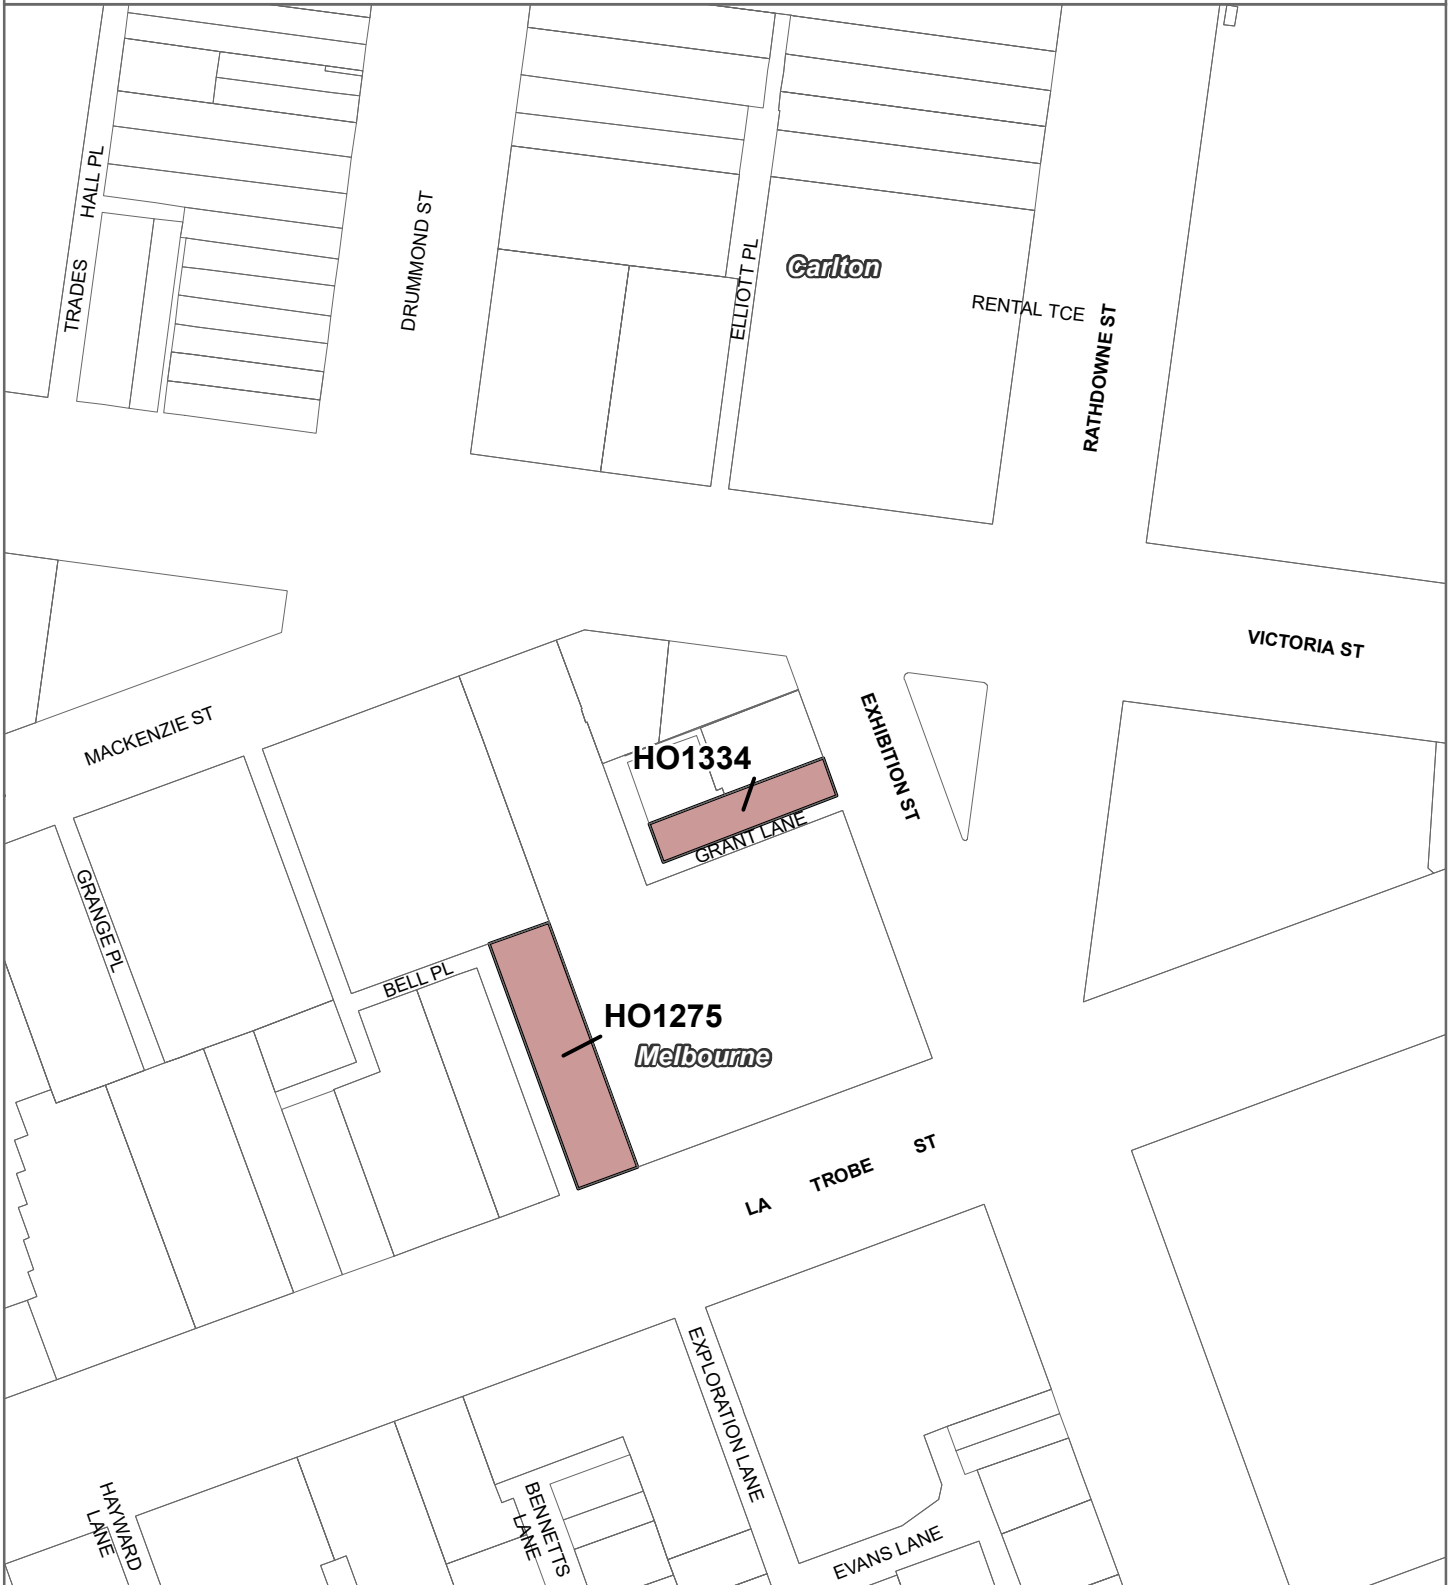 HALL PL
TRADES
DRUMMOND ST
ELLIOTT PL
Carlton
RENTAL TCE
RATHDOWNE ST
VICTORIA ST
MACKENZIE ST
EXHIBITION ST
HO1334
GRANT LANE
GRANGE PL
BELL PL
HO1275
Melbourne
LA TROBE ST
EXPLORATION LANE
HAYWARD
LANE
BENNETTS
LANE
EVANS LANE